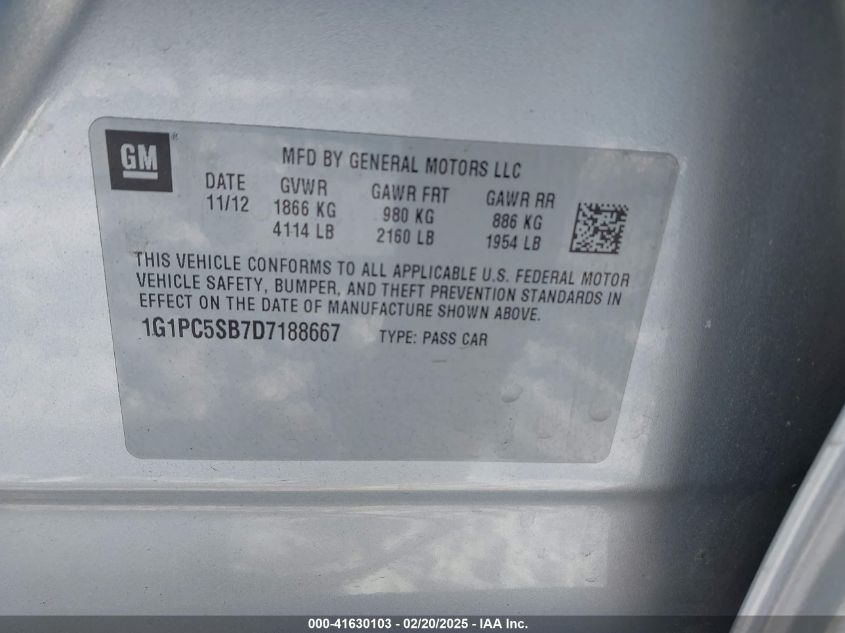 GM ®
MFD BY GENERAL MOTORS LLC
DATE GVWR GAWR FRT GAWR RR
11/12 1866 KG 980 KG 886 KG
4114 LB 2160 LB 1954 LB
THIS VEHICLE CONFORMS TO ALL APPLICABLE U.S. FEDERAL MOTOR
VEHICLE SAFETY, BUMPER, AND THEFT PREVENTION STANDARDS IN
EFFECT ON THE DATE OF MANUFACTURE SHOWN ABOVE.
1G1PC5SB7D7188667 TYPE: PASS CAR
000-41630103 — 02/20/2025 — IAA Inc.